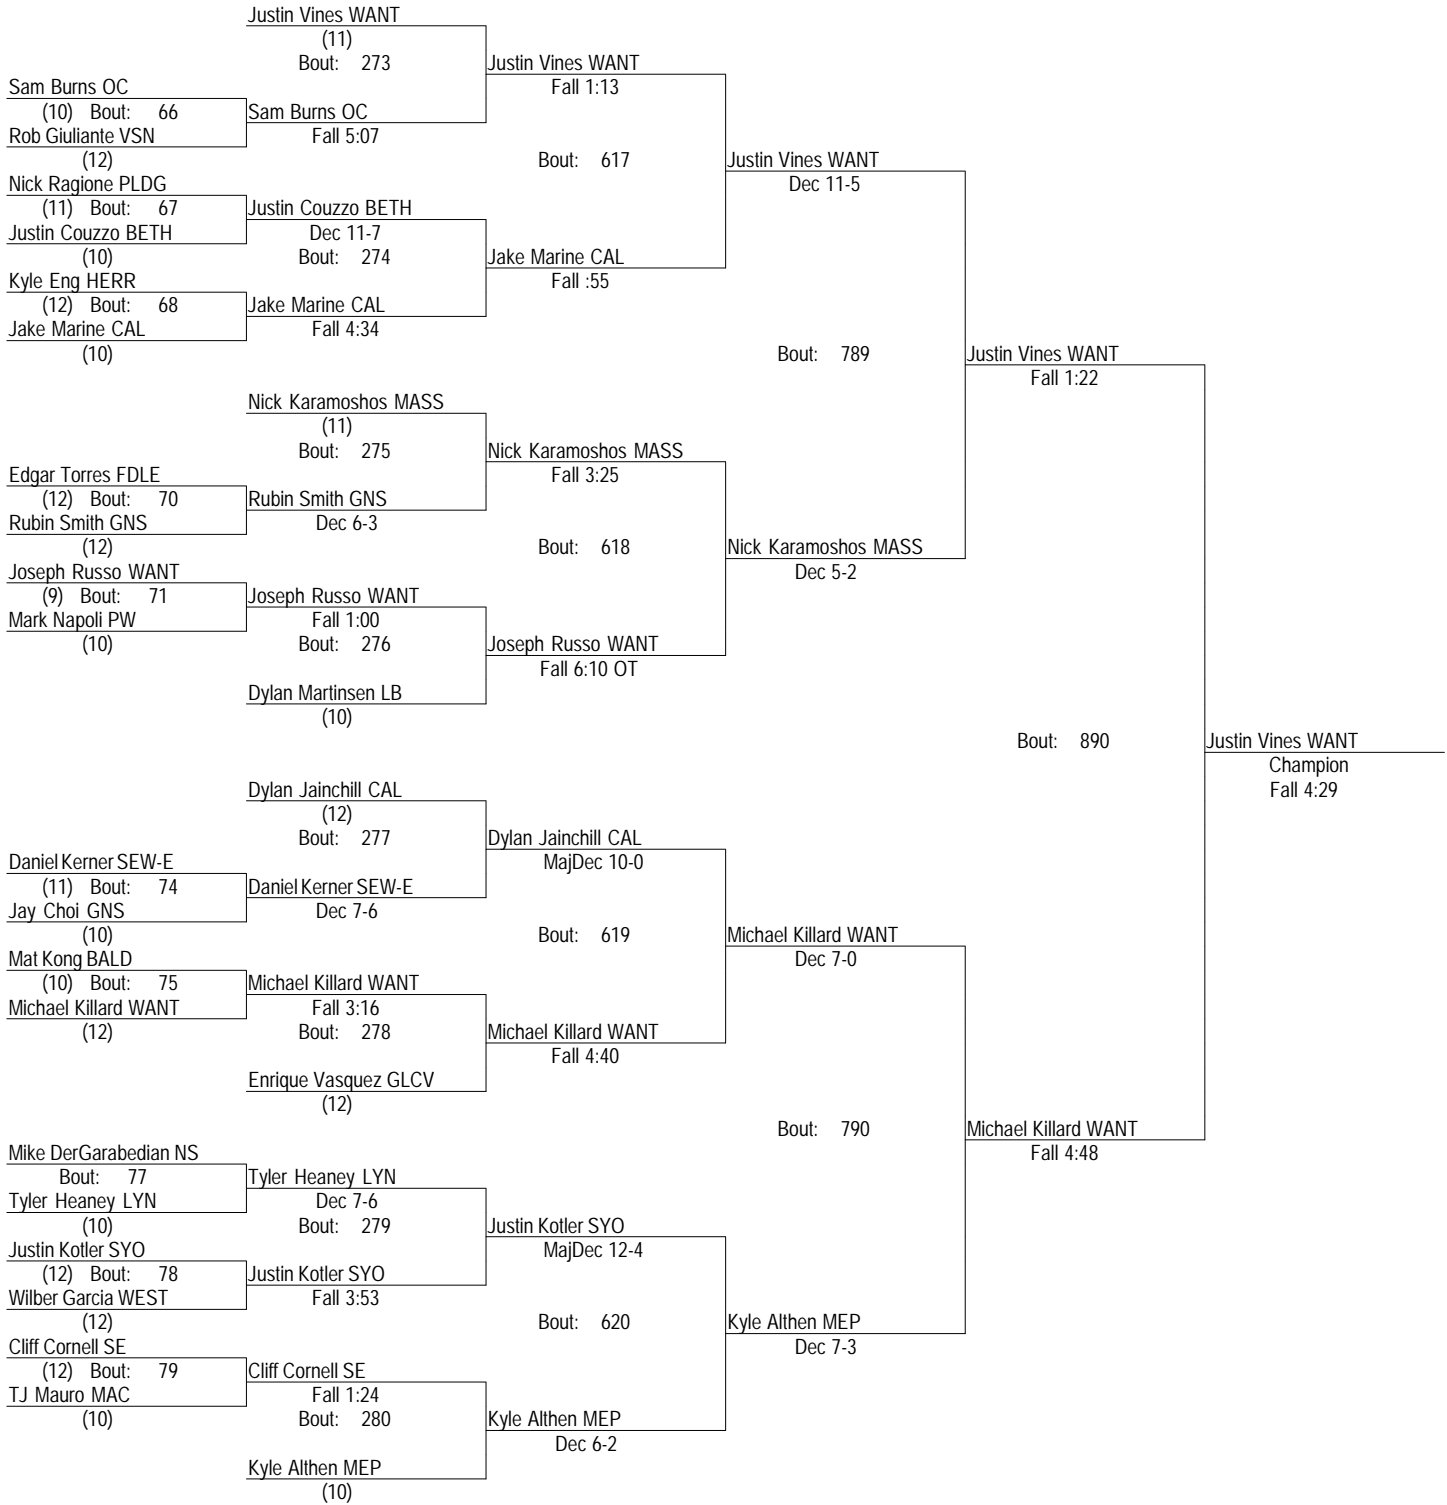 Justin Vines WANT
(11)
Bout: 273
Justin Vines WANT
Fall 1:13
Sam Burns OC
(10) Bout: 66
Sam Burns OC
Fall 5:07
Rob Giuliante VSN
(12)
Bout: 617
Justin Vines WANT
Dec 11-5
Nick Ragione PLDG
(11) Bout: 67
Justin Couzzo BETH
Dec 11-7
Justin Couzzo BETH
(10)
Bout: 274
Jake Marine CAL
Fall :55
Kyle Eng HERR
(12) Bout: 68
Jake Marine CAL
Fall 4:34
Jake Marine CAL
(10)
Bout: 789
Justin Vines WANT
Fall 1:22
Nick Karamoshos MASS
(11)
Bout: 275
Nick Karamoshos MASS
Fall 3:25
Edgar Torres FDLE
(12) Bout: 70
Rubin Smith GNS
Dec 6-3
Rubin Smith GNS
(12)
Bout: 618
Nick Karamoshos MASS
Dec 5-2
Joseph Russo WANT
(9) Bout: 71
Joseph Russo WANT
Fall 1:00
Mark Napoli PW
(10)
Bout: 276
Joseph Russo WANT
Fall 6:10 OT
Dylan Martinsen LB
(10)
Bout: 890
Justin Vines WANT
Champion
Fall 4:29
Dylan Jainchill CAL
(12)
Bout: 277
Dylan Jainchill CAL
MajDec 10-0
Daniel Kerner SEW-E
(11) Bout: 74
Daniel Kerner SEW-E
Dec 7-6
Jay Choi GNS
(10)
Bout: 619
Michael Killard WANT
Dec 7-0
Mat Kong BALD
(10) Bout: 75
Michael Killard WANT
Fall 3:16
Michael Killard WANT
(12)
Bout: 278
Michael Killard WANT
Fall 4:40
Enrique Vasquez GLCV
(12)
Bout: 790
Michael Killard WANT
Fall 4:48
Mike DerGarabedian NS
Bout: 77
Tyler Heaney LYN
Dec 7-6
Tyler Heaney LYN
(10)
Bout: 279
Justin Kotler SYO
MajDec 12-4
Justin Kotler SYO
(12) Bout: 78
Justin Kotler SYO
Fall 3:53
Wilber Garcia WEST
(12)
Bout: 620
Kyle Althen MEP
Dec 7-3
Cliff Cornell SE
(12) Bout: 79
Cliff Cornell SE
Fall 1:24
TJ Mauro MAC
(10)
Bout: 280
Kyle Althen MEP
Dec 6-2
Kyle Althen MEP
(10)